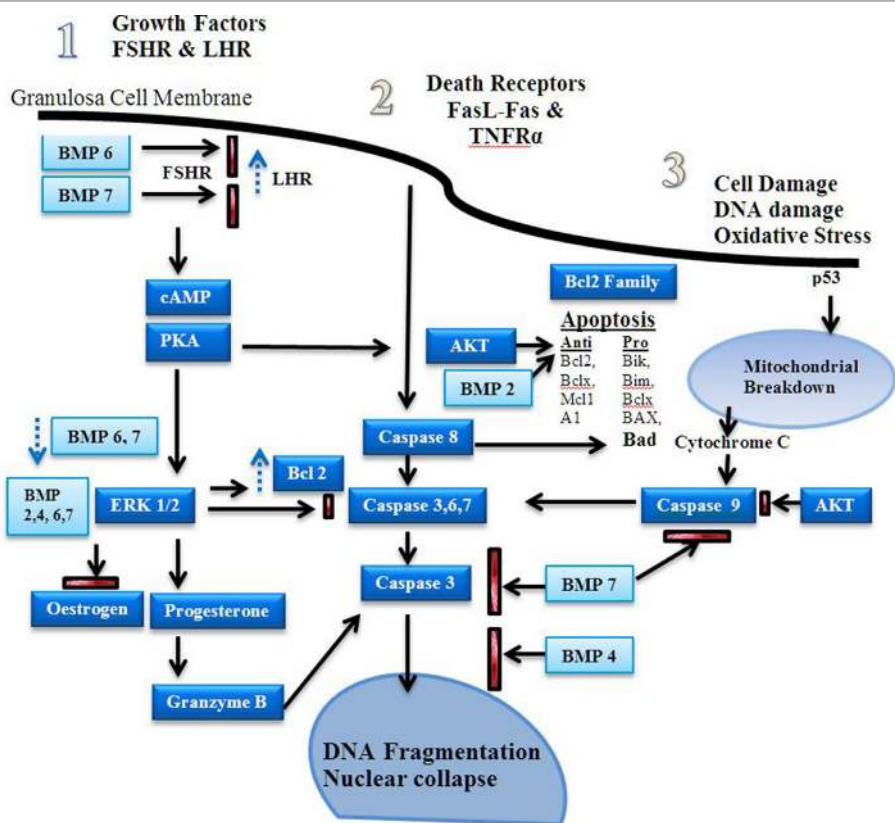 1
Growth Factors
FSHR & LHR
Granulosa Cell Membrane
2
Death Receptors
FasL-Fas &
TNFRα
3
Cell Damage
DNA damage
Oxidative Stress
BMP 6
BMP 7
FSHR
LHR
p53
cAMP
PKA
Bcl2 Family
Apoptosis
Anti Pro
Bcl2, Bik,
Bclx, Bim,
Mcl1 Bclx
A1 BAX,
Bad
AKT
BMP 2
Mitochondrial
Breakdown
Cytochrome C
BMP 6, 7
Caspase 8
Bcl 2
BMP
2,4, 6,7
ERK 1/2
Caspase 3,6,7
Caspase 9
AKT
Oestrogen
Progesterone
Caspase 3
BMP 7
BMP 4
Granzyme B
DNA Fragmentation
Nuclear collapse